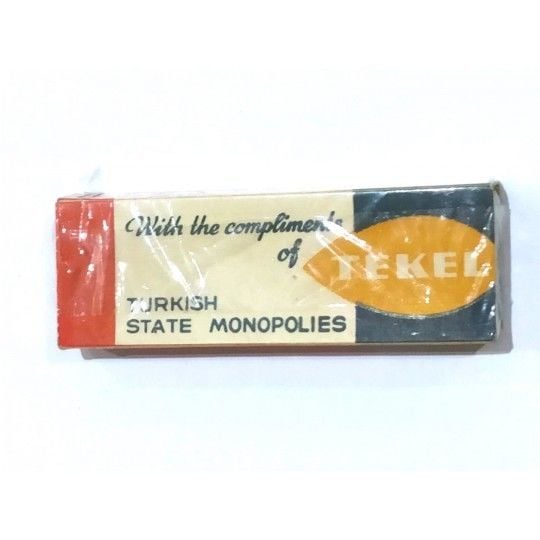 With the compliments
of
TEKEL
TURKISH
STATE MONOPOLIES